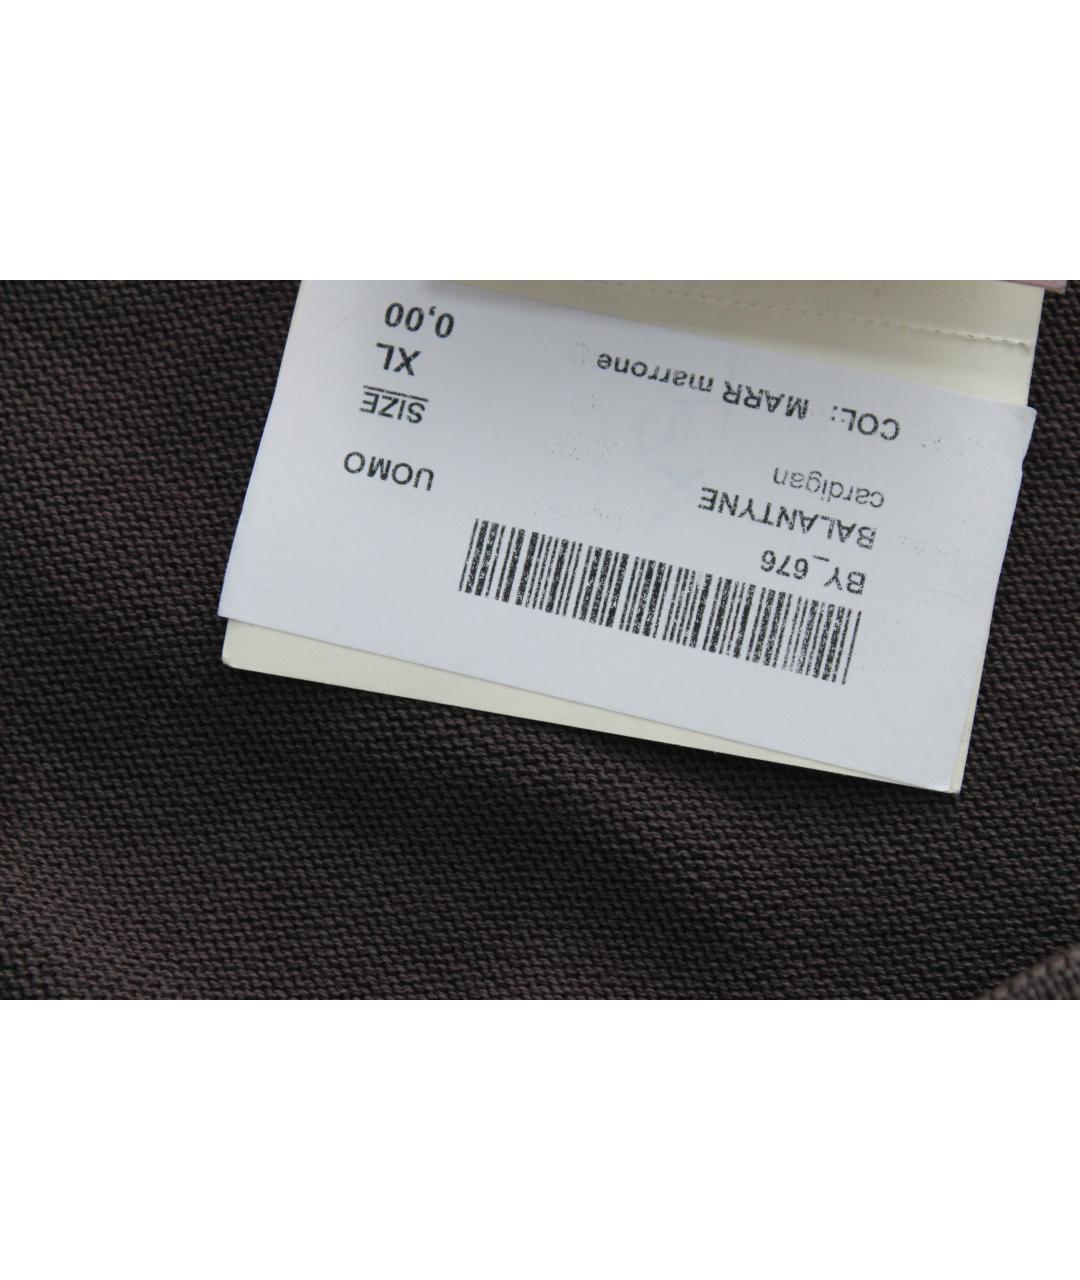 BY_676
BALANTYNE
cardigan
COL: MARR marrone
UOMO
SIZE
XL
0,00